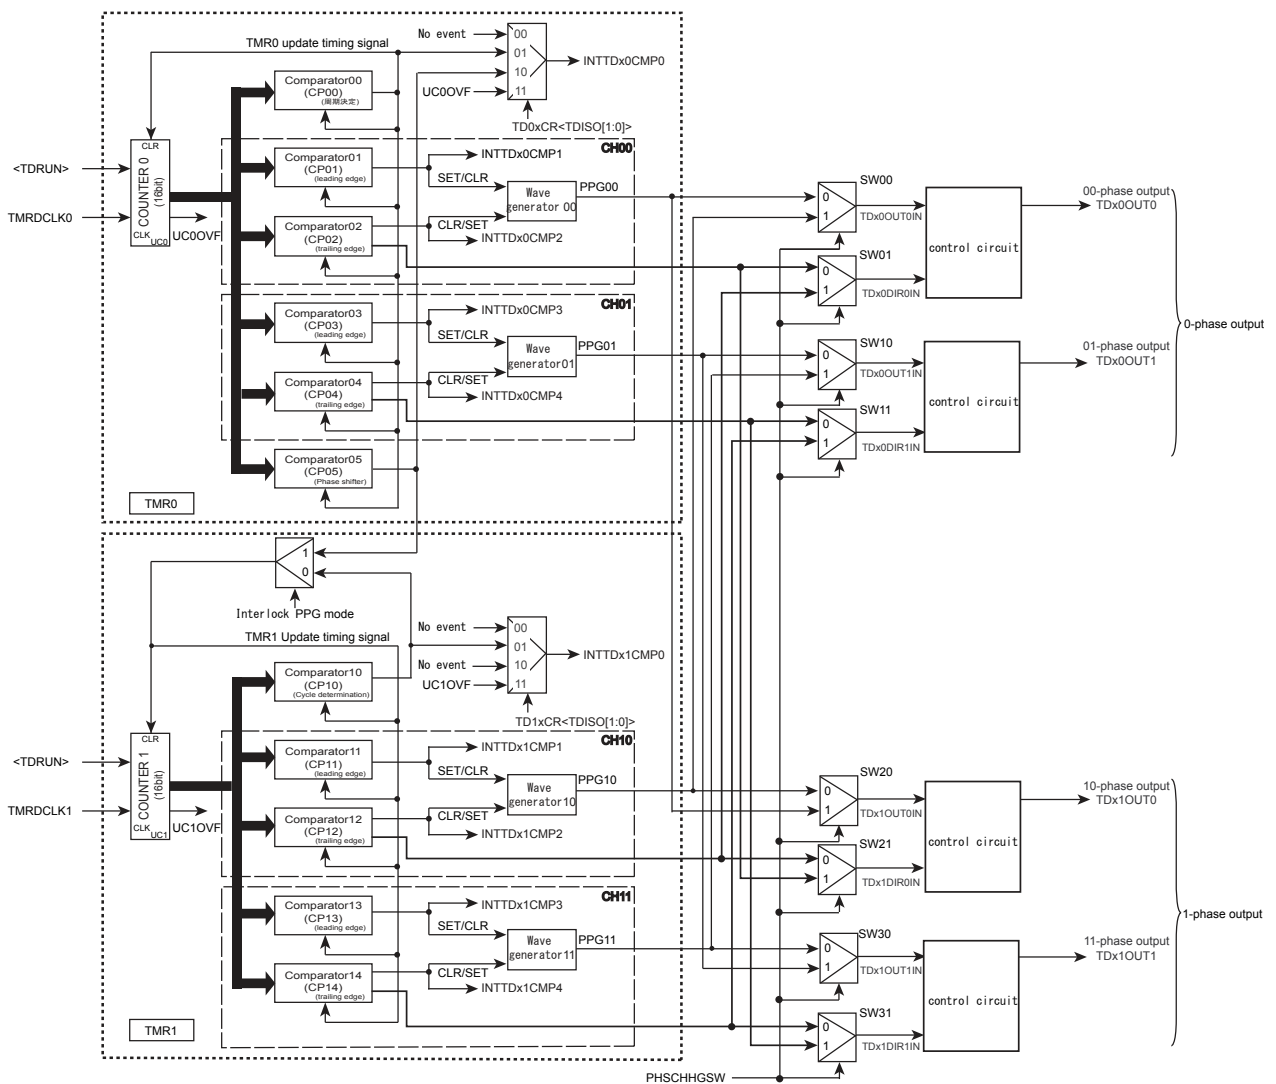 No event
00
TMR0 update timing signal
01
INTTDx0CMP0
10
UC0OVF
11
TD0xCR<TDISO[1:0]>
Comparator00
(CP00)
(周期決定)
CLR
<TDRUN>
COUNTER 0
(16bit)
TMRDCLK0
CLK
UC0
UC0OVF
CH00
Comparator01
(CP01)
(leading edge)
INTTDx0CMP1
SET/CLR
Wave
generator 00
PPG00
Comparator02
(CP02)
(trailing edge)
CLR/SET
INTTDx0CMP2
CH01
Comparator03
(CP03)
(leading edge)
INTTDx0CMP3
SET/CLR
Wave
generator01
PPG01
Comparator04
(CP04)
(trailing edge)
CLR/SET
INTTDx0CMP4
Comparator05
(CP05)
(Phase shifter)
TMR0
SW00
0
1
TDx0OUT0IN
SW01
0
1
TDx0DIR0IN
control circuit
00-phase output
TDx0OUT0
SW10
0
1
TDx0OUT1IN
SW11
0
1
TDx0DIR1IN
control circuit
01-phase output
TDx0OUT1
0-phase output
1
0
Interlock PPG mode
TMR1 Update timing signal
No event
00
01
INTTDx1CMP0
No event
10
UC1OVF
11
TD1xCR<TDISO[1:0]>
Comparator10
(CP10)
(Cycle determination)
CLR
<TDRUN>
COUNTER 1
(16bit)
TMRDCLK1
CLK
UC1
UC1OVF
CH10
Comparator11
(CP11)
(leading edge)
INTTDx1CMP1
SET/CLR
Wave
generator10
PPG10
Comparator12
(CP12)
(trailing edge)
CLR/SET
INTTDx1CMP2
CH11
Comparator13
(CP13)
(leading edge)
INTTDx1CMP3
SET/CLR
Wave
generator11
PPG11
Comparator14
(CP14)
(trailing edge)
CLR/SET
INTTDx1CMP4
TMR1
SW20
0
1
TDx1OUT0IN
SW21
0
1
TDx1DIR0IN
control circuit
10-phase output
TDx1OUT0
SW30
0
1
TDx1OUT1IN
SW31
0
1
TDx1DIR1IN
control circuit
11-phase output
TDx1OUT1
1-phase output
PHSCHHGSW